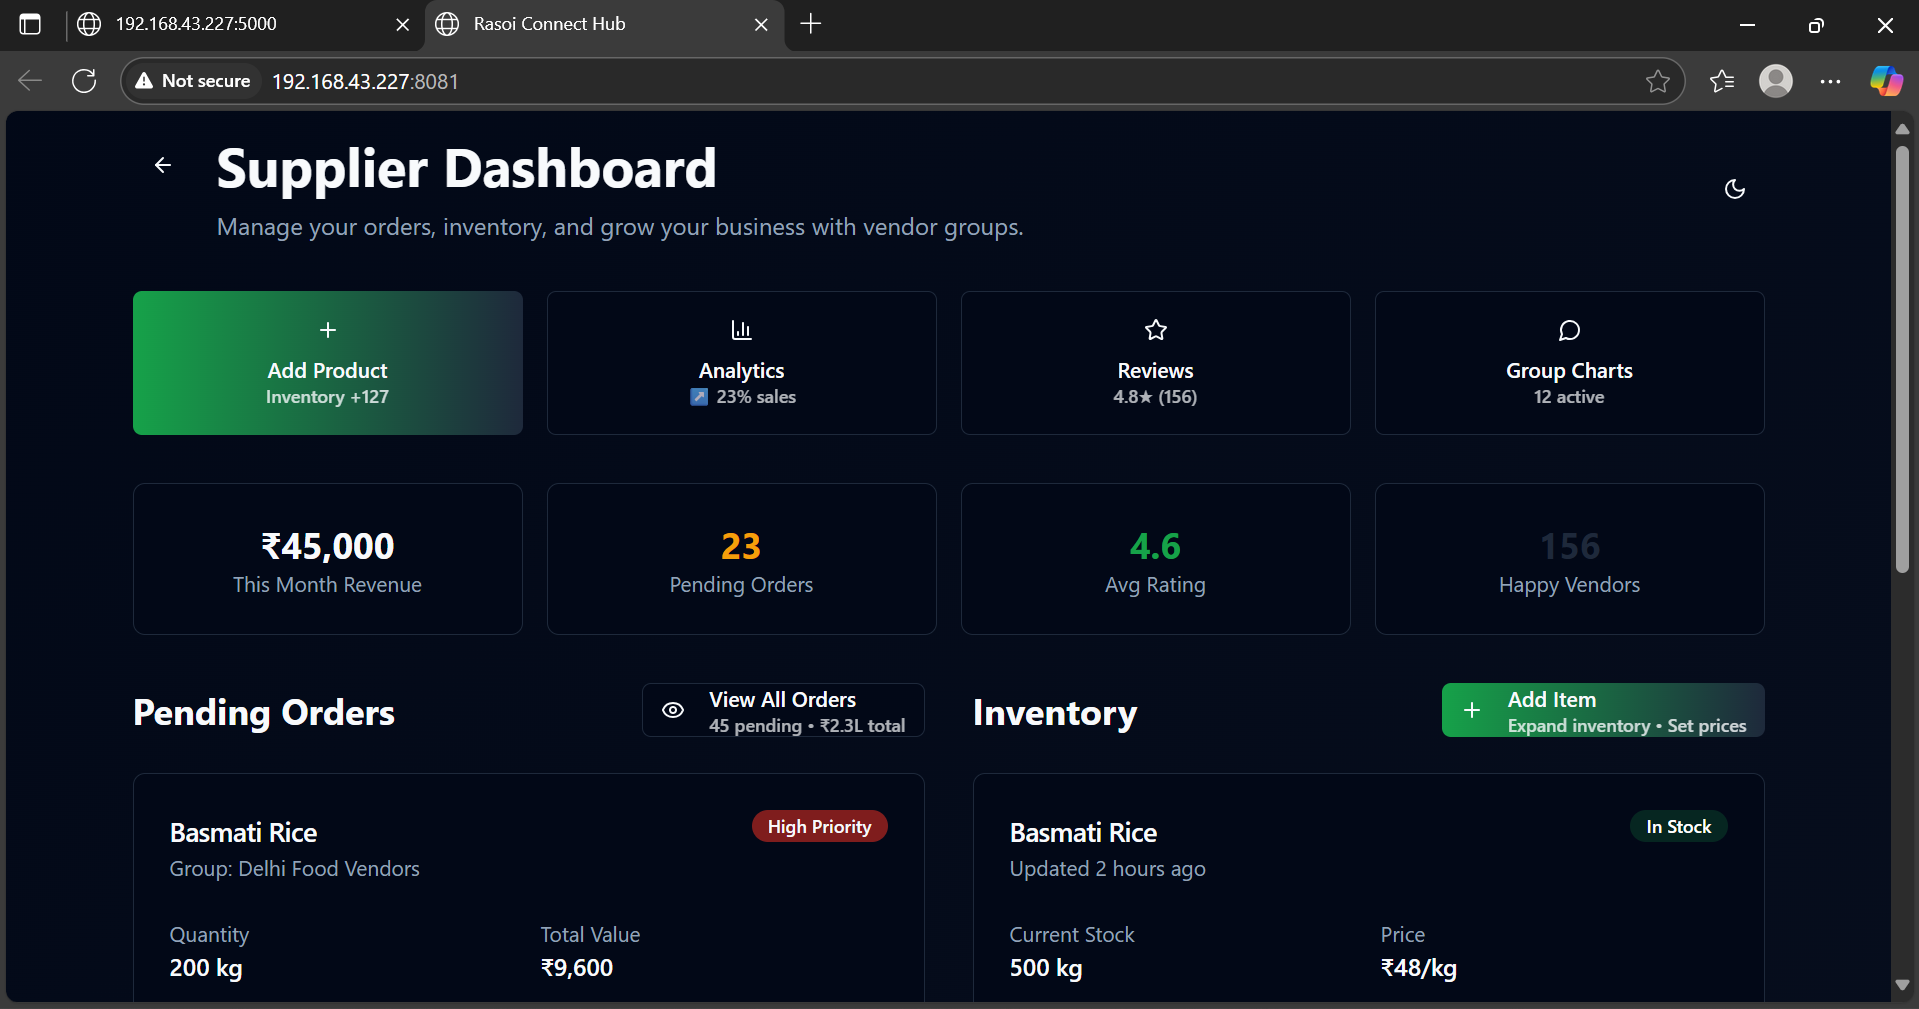 192.168.43.227:5000
Rasoi Connect Hub
Not secure
192.168.43.227:8081
Supplier Dashboard
Manage your orders, inventory, and grow your business with vendor groups.
Add Product
Inventory +127
Analytics
↗ 23% sales
Reviews
4.8★ (156)
Group Charts
12 active
₹45,000
This Month Revenue
23
Pending Orders
4.6
Avg Rating
156
Happy Vendors
Pending Orders
View All Orders
45 pending • ₹2.3L total
Inventory
Add Item
Expand inventory • Set prices
Basmati Rice
High Priority
Group: Delhi Food Vendors
Quantity
Total Value
200 kg
₹9,600
Basmati Rice
In Stock
Updated 2 hours ago
Current Stock
Price
500 kg
₹48/kg